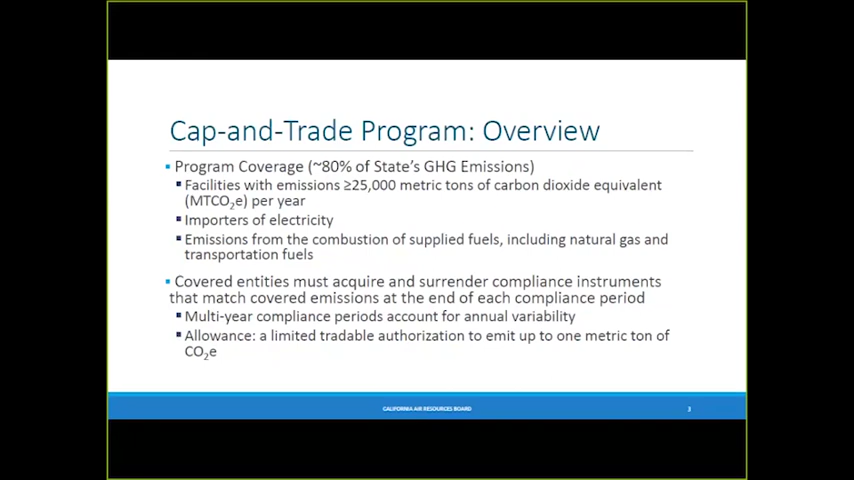 Cap-and-Trade Program: Overview
▪ Program Coverage (~80% of State's GHG Emissions)
▪ Facilities with emissions ≥25,000 metric tons of carbon dioxide equivalent
(MTCO₂e) per year
▪ Importers of electricity
▪ Emissions from the combustion of supplied fuels, including natural gas and
transportation fuels
▪ Covered entities must acquire and surrender compliance instruments
that match covered emissions at the end of each compliance period
▪ Multi-year compliance periods account for annual variability
▪ Allowance: a limited tradable authorization to emit up to one metric ton of
CO₂e
CALIFORNIA AIR RESOURCES BOARD